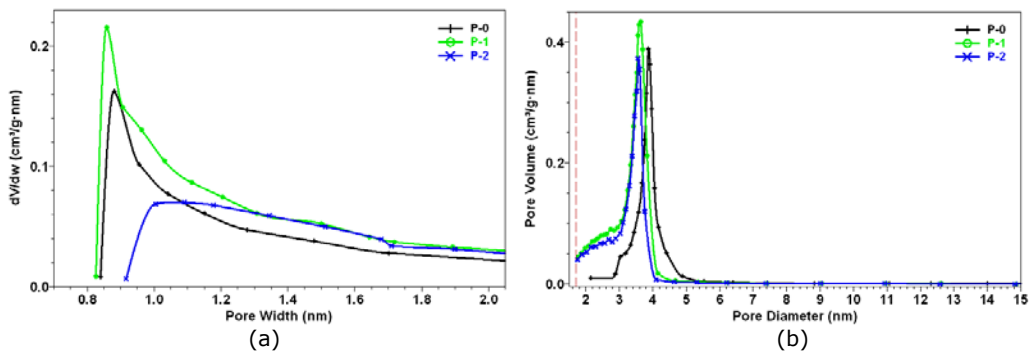 dV/dw (cm³/g·nm)
0.2
0.1
0.0
P-0
P-1
P-2
0.8 1.0 1.2 1.4 1.6 1.8 2.0
Pore Width (nm)
(a)
Pore Volume (cm³/g·nm)
0.4
0.2
0.0
P-0
P-1
P-2
2 3 4 5 6 7 8 9 10 11 12 13 14 15
Pore Diameter (nm)
(b)